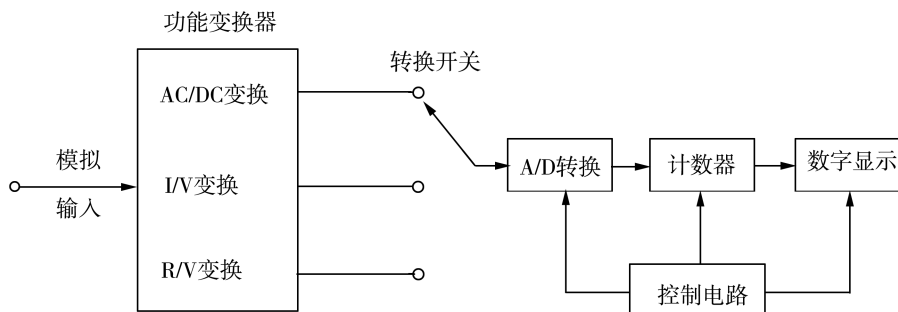 功能变换器
转换开关
AC/DC变换
模拟
输入
I/V变换
R/V变换
A/D转换
计数器
数字显示
控制电路